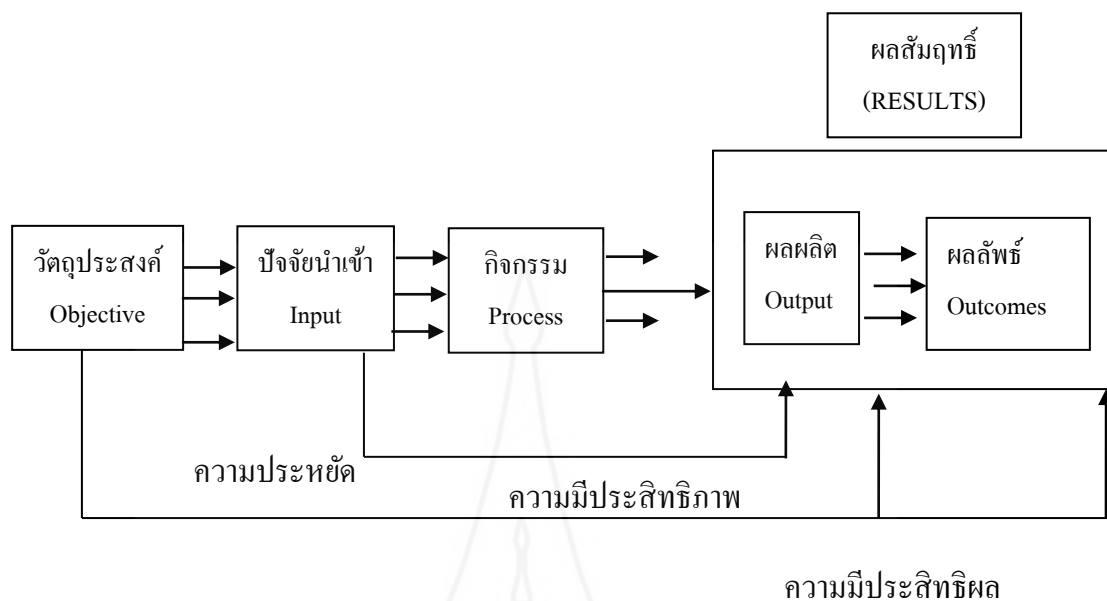 ผลสัมฤทธิ์
(RESULTS)
วัตถุประสงค์
Objective
ปัจจัยนำเข้า
Input
กิจกรรม
Process
ผลผลิต
Output
ผลลัพธ์
Outcomes
ความประหยัด
ความมีประสิทธิภาพ
ความมีประสิทธิผล